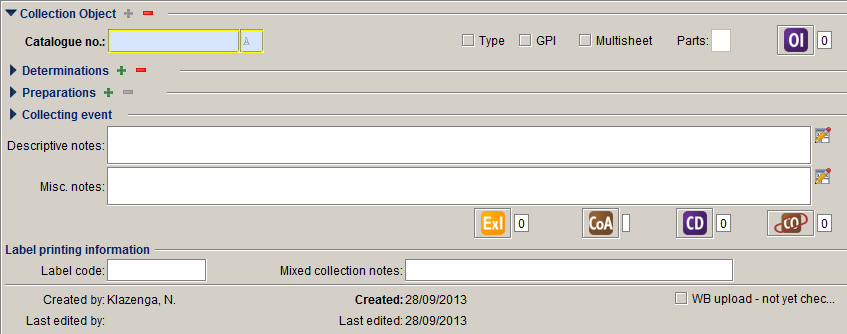 Collection Object
Catalogue no.: A Type GPI Multisheet Parts: OI 0
Determinations
Preparations
Collecting event
Descriptive notes:
Misc. notes:
ExI 0 CoA CD 0 CO 0
Label printing information
Label code: Mixed collection notes:
Created by: Klazenga, N. Created: 28/09/2013 WB upload - not yet chec...
Last edited by: Last edited: 28/09/2013